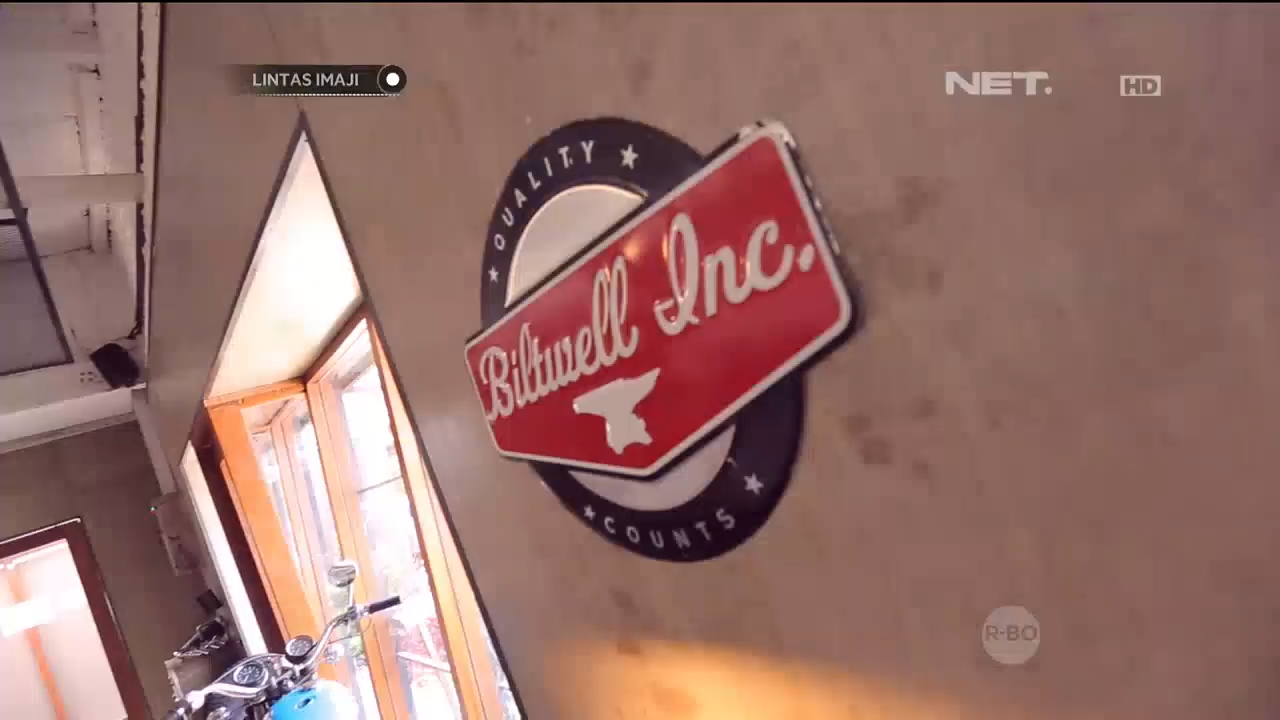 LINTAS IMAJI
NET.
HD
QUALITY
Biltwell Inc.
COUNTS
R-BO